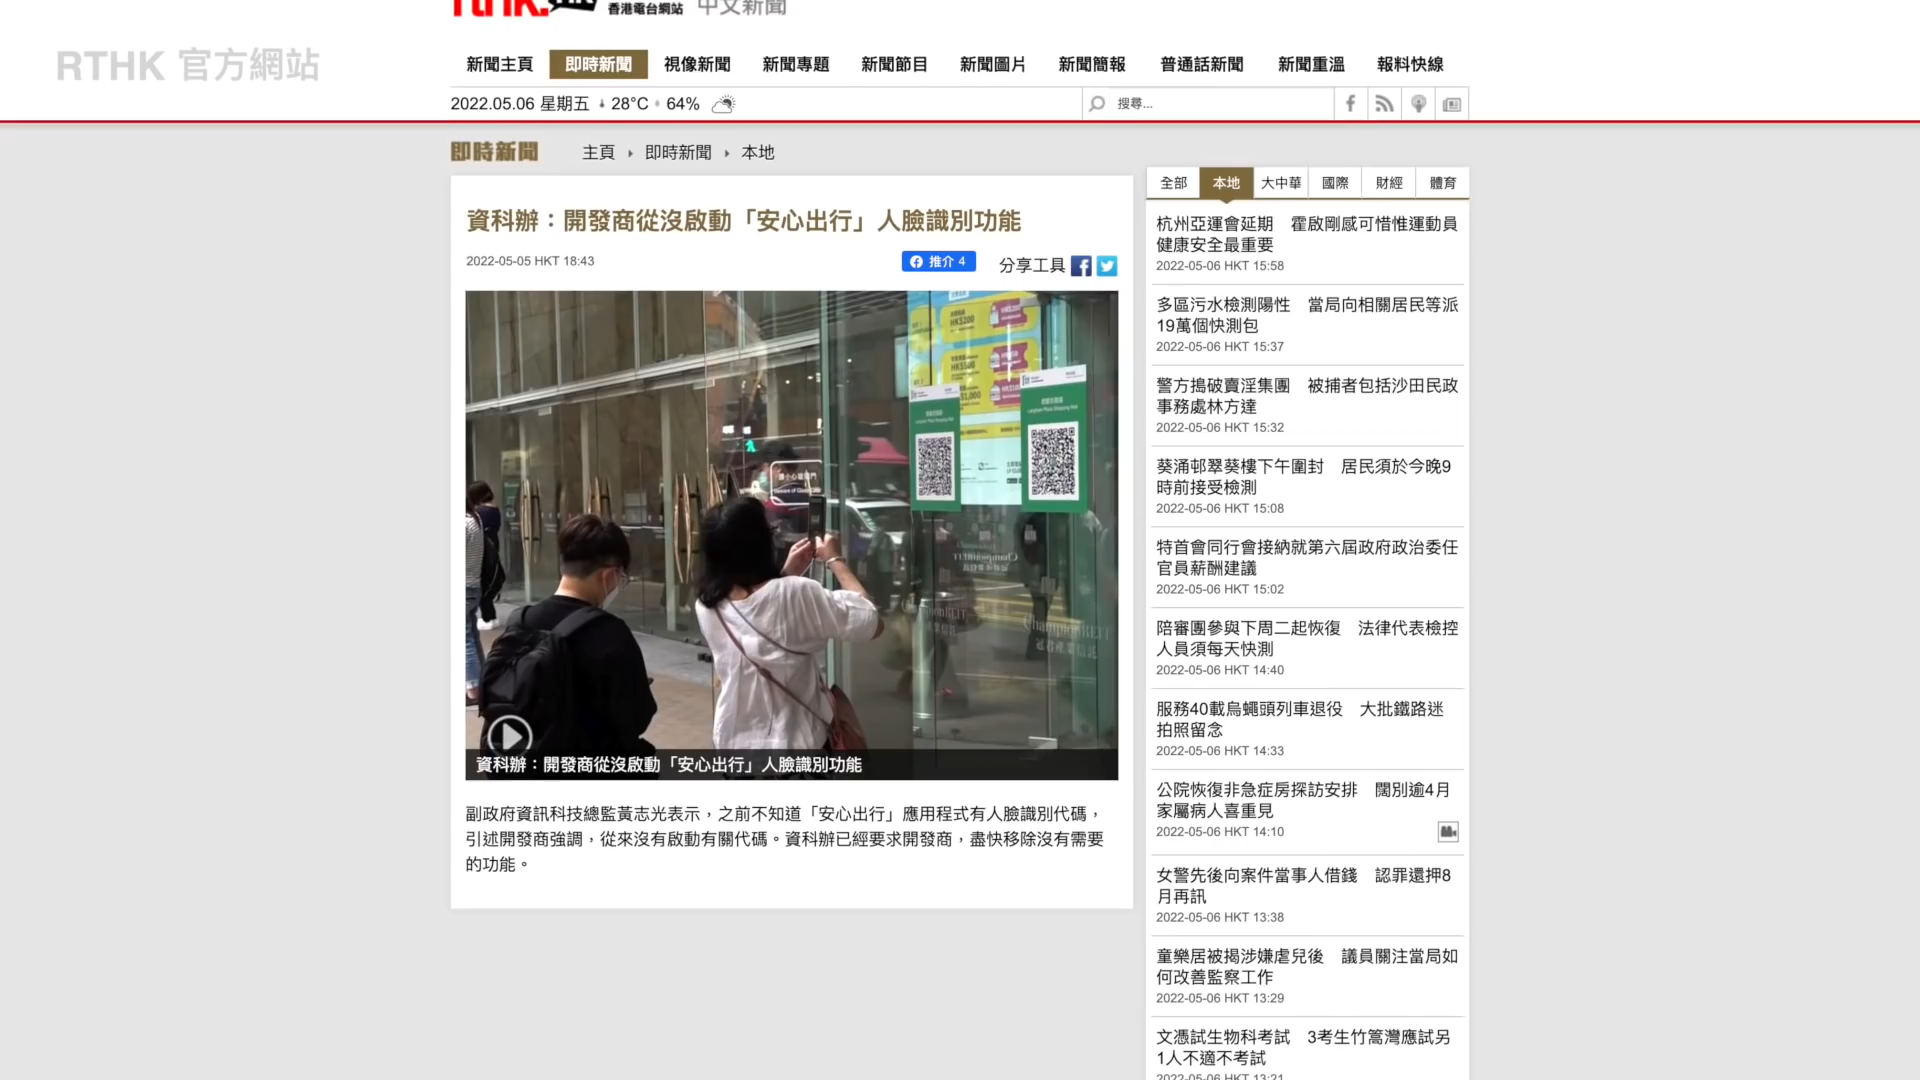 RTHK 官方網站
rthk.hk 香港電台網站 中文新聞
新聞主頁 即時新聞 視像新聞 新聞專題 新聞節目 新聞圖片 新聞簡報 普通話新聞 新聞重溫 報料快線
2022.05.06 星期五 28°C 64% 搜尋...
即時新聞 主頁 即時新聞 本地
資科辦：開發商從沒啟動「安心出行」人臉識別功能
2022-05-05 HKT 18:43 推介 4 分享工具
HK$200
HK$500
資科辦：開發商從沒啟動「安心出行」人臉識別功能
副政府資訊科技總監黃志光表示，之前不知道「安心出行」應用程式有人臉識別代碼，
引述開發商強調，從來沒有啟動有關代碼。資科辦已經要求開發商，盡快移除沒有需要
的功能。
全部 本地 大中華 國際 財經 體育
杭州亞運會延期 霍啟剛感可惜惟運動員
健康安全最重要
2022-05-06 HKT 15:58
多區污水檢測陽性 當局向相關居民等派
19萬個快測包
2022-05-06 HKT 15:37
警方搗破賣淫集團 被捕者包括沙田民政
事務處林方達
2022-05-06 HKT 15:32
葵涌邨翠葵樓下午圍封 居民須於今晚9
時前接受檢測
2022-05-06 HKT 15:08
特首會同行會接納就第六屆政府政治委任
官員薪酬建議
2022-05-06 HKT 15:02
陪審團參與下周二起恢復 法律代表檢控
人員須每天快測
2022-05-06 HKT 14:40
服務40載烏蠅頭列車退役 大批鐵路迷
拍照留念
2022-05-06 HKT 14:33
公院恢復非急症房探訪安排 闊別逾4月
家屬病人喜重見
2022-05-06 HKT 14:10
女警先後向案件當事人借錢 認罪還押8
月再訊
2022-05-06 HKT 13:38
童樂居被揭涉嫌虐兒後 議員關注當局如
何改善監察工作
2022-05-06 HKT 13:29
文憑試生物科考試 3考生竹篙灣應試另
1人不適不考試
2022-05-06 HKT 13:21